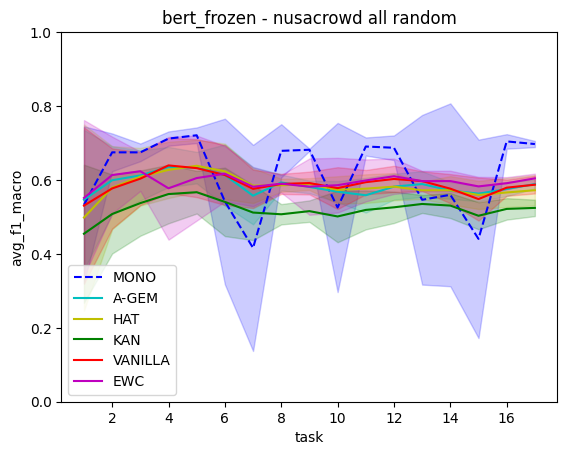 bert_frozen - nusacrowd all random
avg_f1_macro
1.0
0.8
0.6
0.4
0.2
0.0
MONO
A-GEM
HAT
KAN
VANILLA
EWC
2 4 6 8 10 12 14 16
task